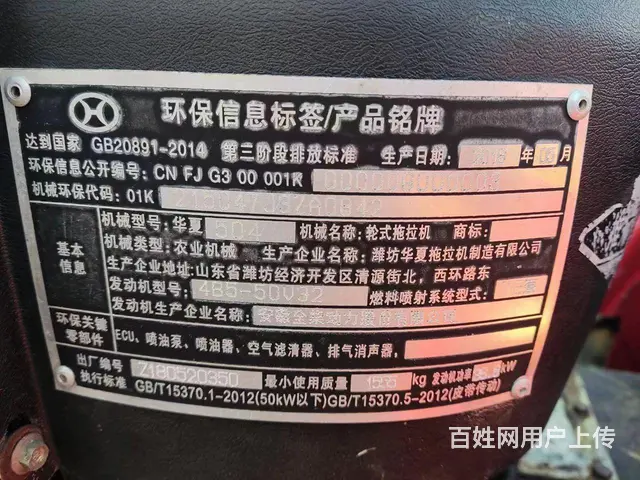 环保信息标签/产品铭牌
达到国家 GB20891-2014 第三阶段排放标准 生产日期: 年 月
环保信息公开编号: CN FJ G3 00 001R
机械环保代码: 01K
基本信息
机械型号: 华夏 504 机械名称: 轮式拖拉机 商标:
机械类型: 农业机械 生产企业名称: 潍坊华夏拖拉机制造有限公司
生产企业地址: 山东省潍坊经济开发区清源街北, 西环路东
发动机型号: 4B5-50V32 燃料喷射系统型式:
发动机生产企业名称:
环保关键零部件 ECU、喷油泵、喷油器、空气滤清器、排气消声器、
出厂编号 Z180520350 最小使用质量 kg 发动机功率 kW
执行标准 GB/T15370.1-2012(50kW以下)GB/T15370.5-2012(皮带传动)
百姓网用户上传